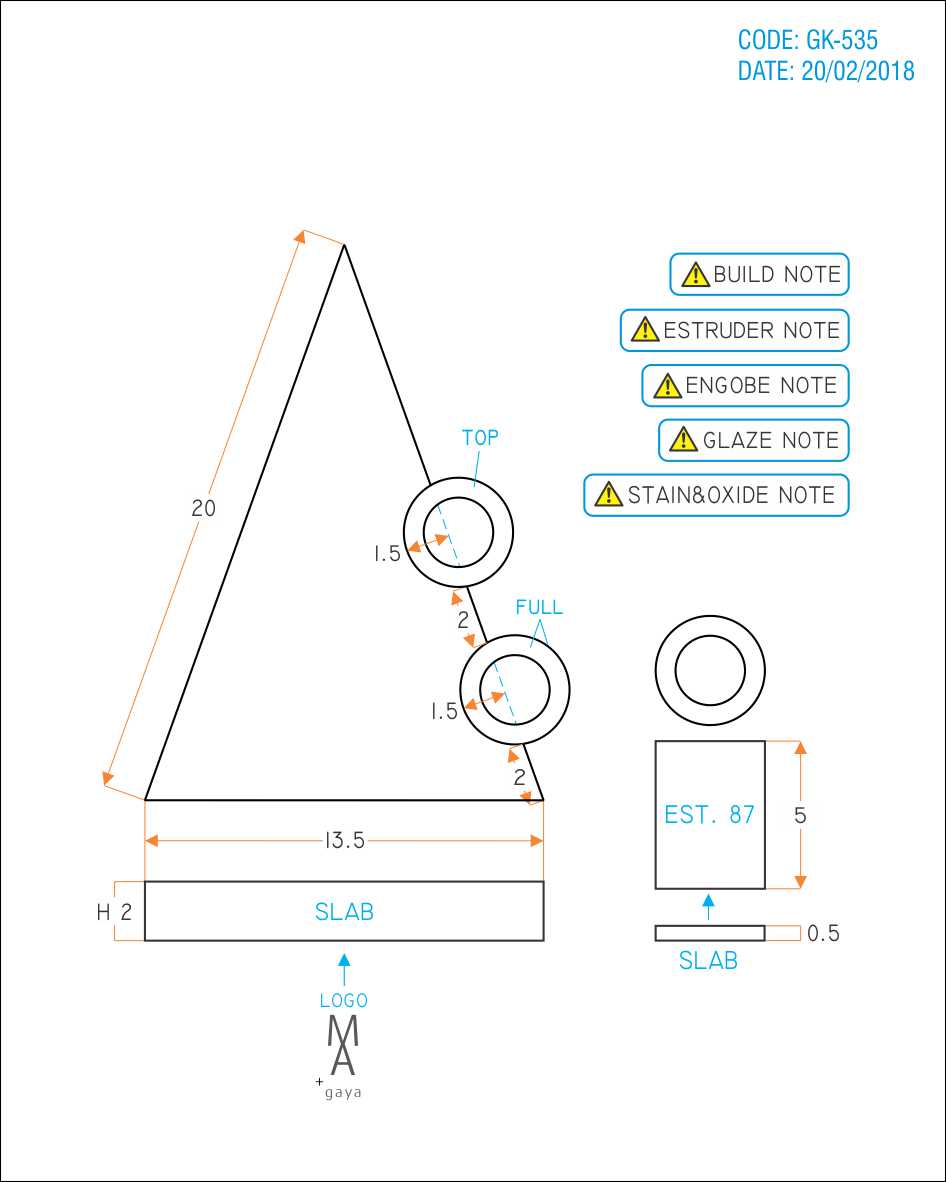 CODE: GK-535
DATE: 20/02/2018
BUILD NOTE
ESTRUDER NOTE
ENGOBE NOTE
GLAZE NOTE
STAIN&OXIDE NOTE
TOP
20
1.5
2
FULL
1.5
2
13.5
H 2
SLAB
LOGO
MA
+
gaya
EST. 87
5
0.5
SLAB